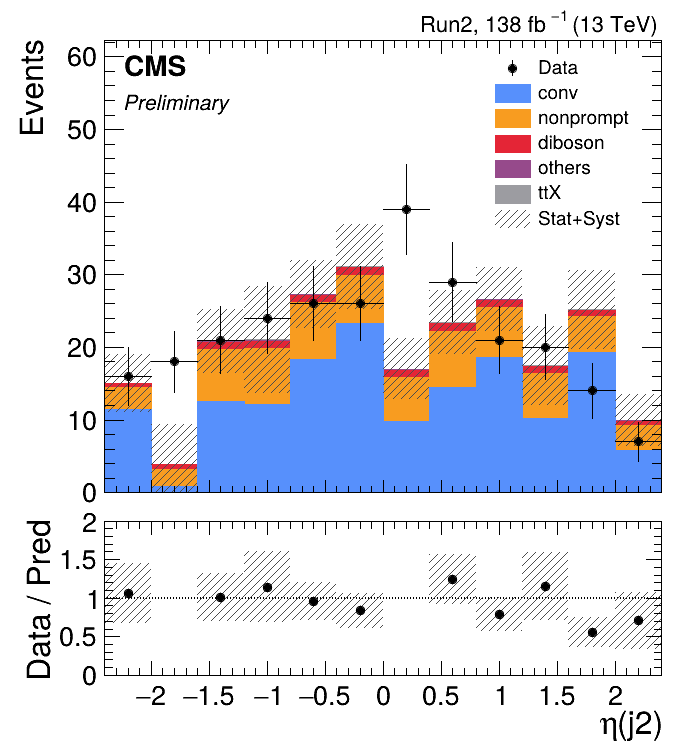 Run2, 138 fb⁻¹ (13 TeV)
CMS
Preliminary
Data
conv
nonprompt
diboson
others
ttX
Stat+Syst
Events
60
50
40
30
20
10
0
Data / Pred
2
1.5
1
0.5
0
−2 −1.5 −1 −0.5 0 0.5 1 1.5 2
η(j2)